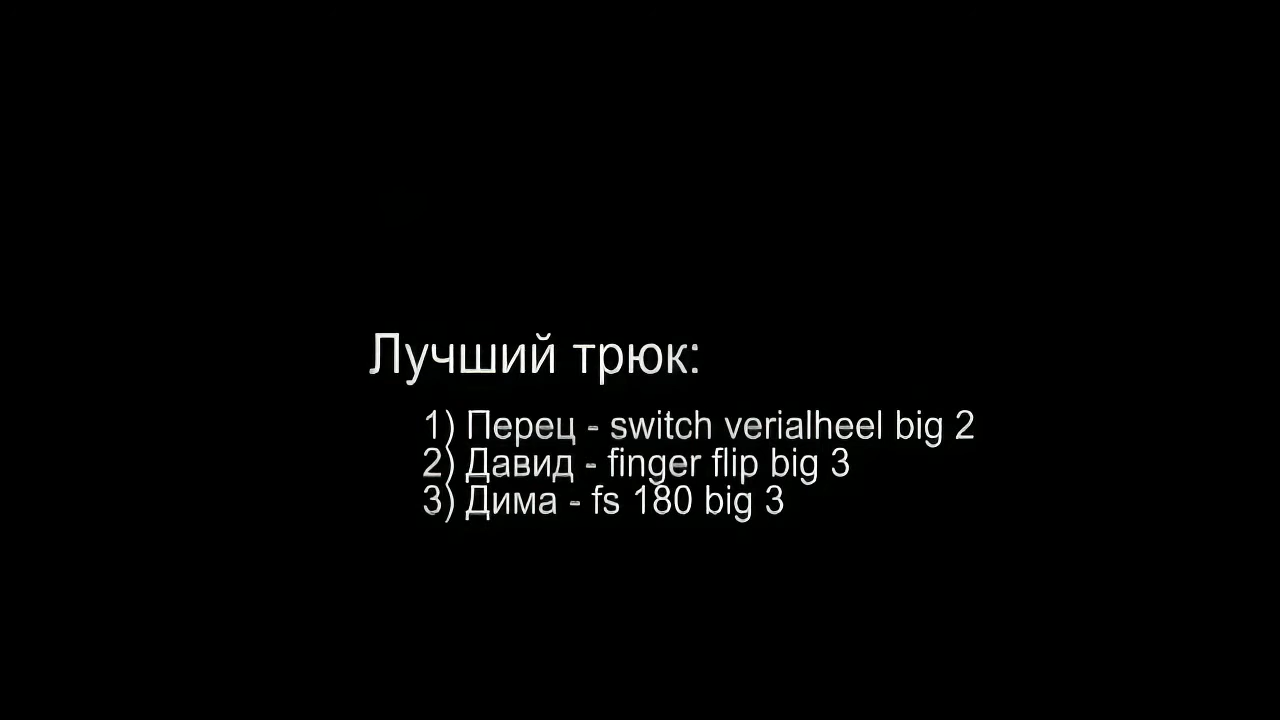 Лучший трюк:
1) Перец - switch verialheel big 2
2) Давид - finger flip big 3
3) Дима - fs 180 big 3